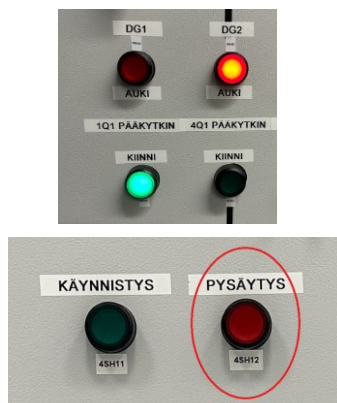 DG1
DG2
AUKI
AUKI
1Q1 PÄÄKYTKIN
4Q1 PÄÄKYTKIN
KIINNI
KIINNI
KÄYNNISTYS
PYSÄYTYS
4SH11
4SH12